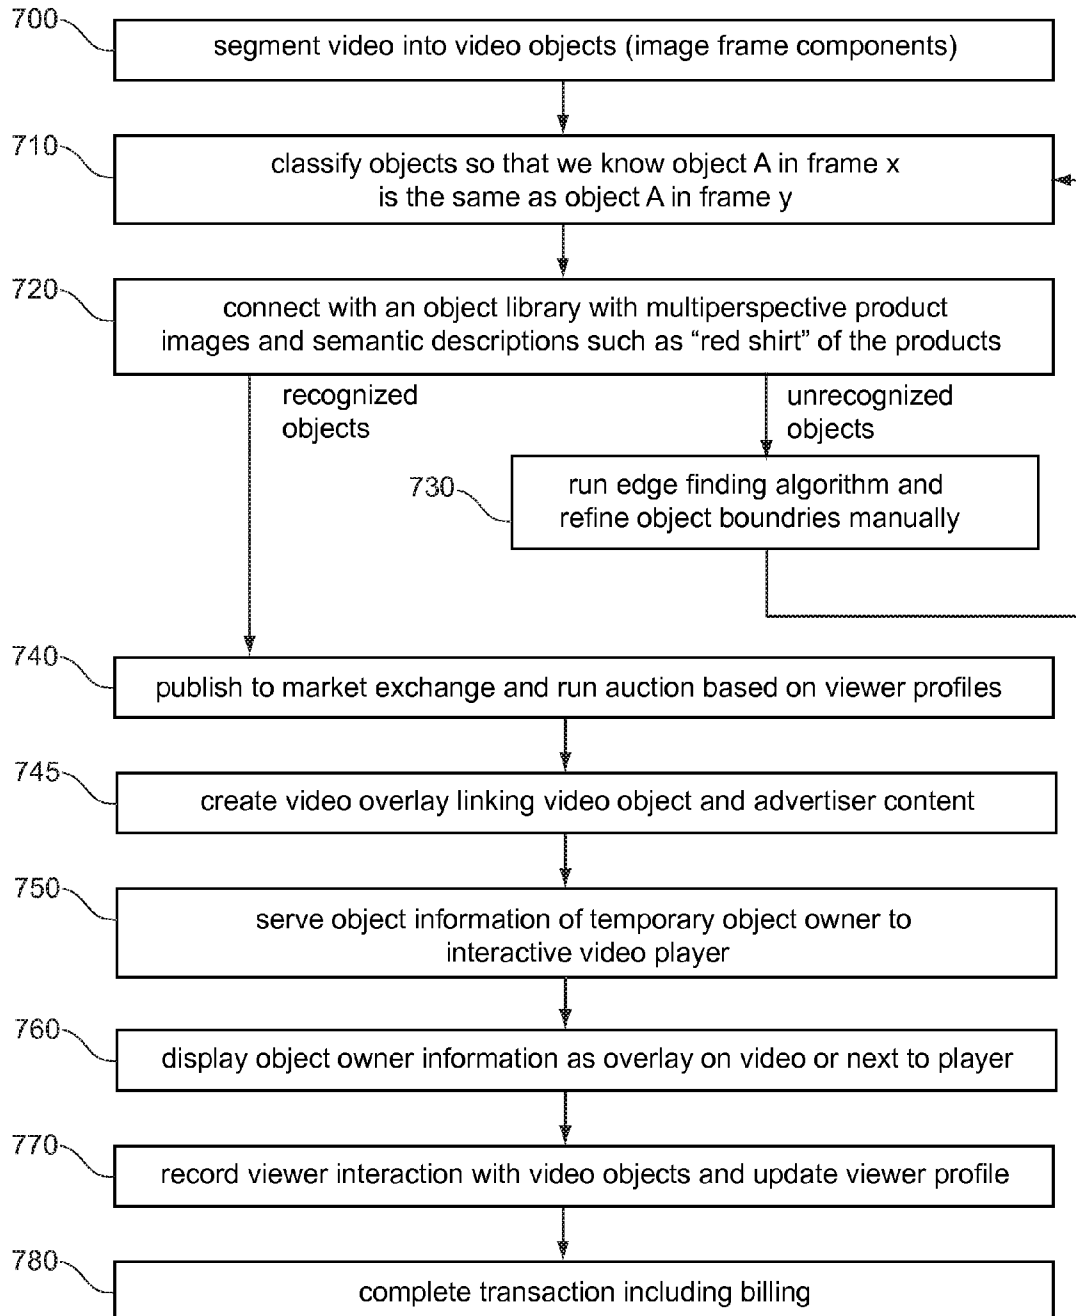 700
segment video into video objects (image frame components)
710
classify objects so that we know object A in frame x
is the same as object A in frame y
720
connect with an object library with multiperspective product
images and semantic descriptions such as “red shirt” of the products
recognized
objects
unrecognized
objects
730
run edge finding algorithm and
refine object boundries manually
740
publish to market exchange and run auction based on viewer profiles
745
create video overlay linking video object and advertiser content
750
serve object information of temporary object owner to
interactive video player
760
display object owner information as overlay on video or next to player
770
record viewer interaction with video objects and update viewer profile
780
complete transaction including billing